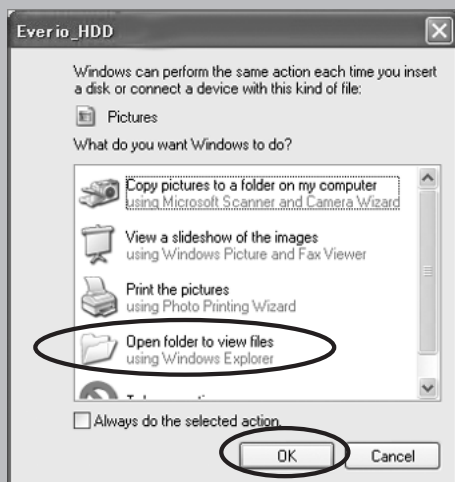 Everio_HDD
Windows can perform the same action each time you insert
a disk or connect a device with this kind of file:
Pictures
What do you want Windows to do?
Copy pictures to a folder on my computer
using Microsoft Scanner and Camera Wizard
View a slideshow of the images
using Windows Picture and Fax Viewer
Print the pictures
using Photo Printing Wizard
Open folder to view files
using Windows Explorer
Always do the selected action.
OK
Cancel